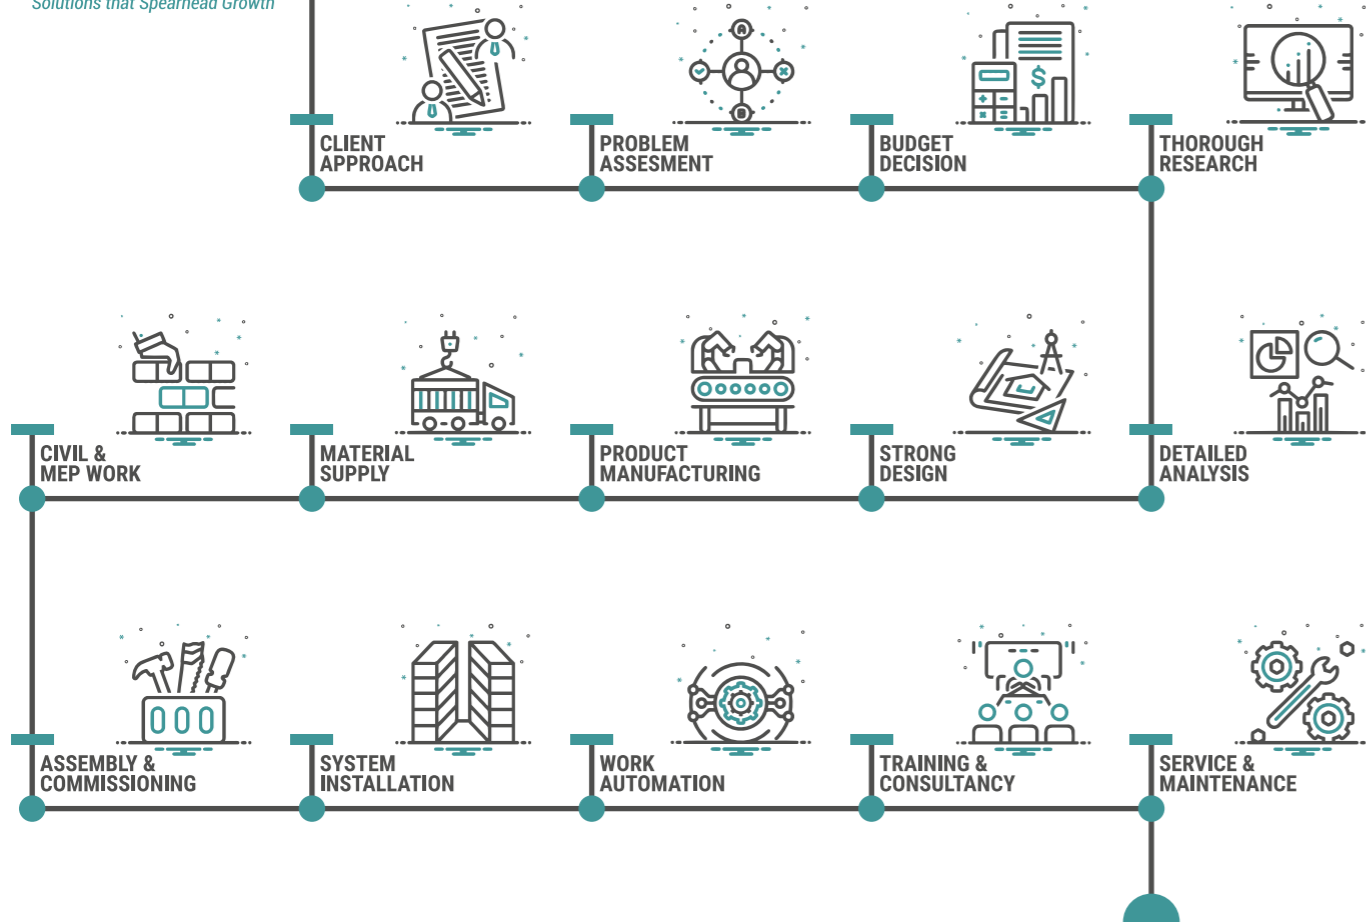 Solutions that Spearhead Growth
CLIENT
APPROACH
PROBLEM
ASSESMENT
BUDGET
DECISION
THOROUGH
RESEARCH
CIVIL &
MEP WORK
MATERIAL
SUPPLY
PRODUCT
MANUFACTURING
STRONG
DESIGN
DETAILED
ANALYSIS
ASSEMBLY &
COMMISSIONING
SYSTEM
INSTALLATION
WORK
AUTOMATION
TRAINING &
CONSULTANCY
SERVICE &
MAINTENANCE
A
B
$